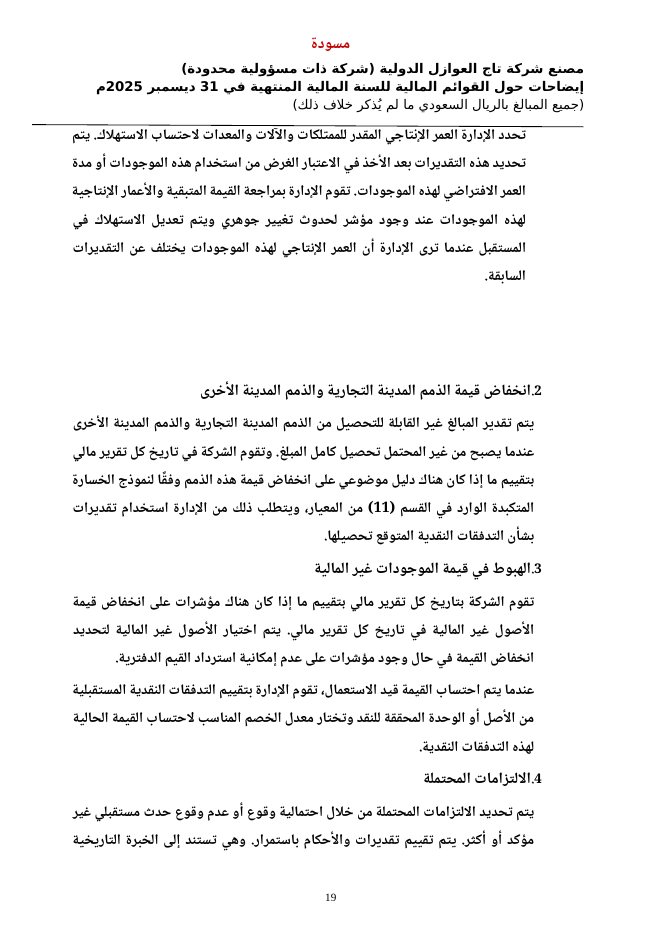 مسودة
مصنع شركة تاج العوازل الدولية (شركة ذات مسؤولية محدودة)
إيضاحات حول القوائم المالية للسنة المالية المنتهية في 31 ديسمبر 2025م
(جميع المبالغ بالريال السعودي ما لم يُذكر خلاف ذلك)
تحدد الإدارة العمر الإنتاجي المقدر للممتلكات والآلات والمعدات لاحتساب الاستهلاك. يتم
تحديد هذه التقديرات بعد الأخذ في الاعتبار الغرض من استخدام هذه الموجودات أو مدة
العمر الافتراضي لهذه الموجودات. تقوم الإدارة بمراجعة القيمة المتبقية والأعمار الإنتاجية
لهذه الموجودات عند وجود مؤشر لحدوث تغيير جوهري ويتم تعديل الاستهلاك في
المستقبل عندما ترى الإدارة أن العمر الإنتاجي لهذه الموجودات يختلف عن التقديرات
السابقة.
2.انخفاض قيمة الذمم المدينة التجارية والذمم المدينة الأخرى
يتم تقدير المبالغ غير القابلة للتحصيل من الذمم المدينة التجارية والذمم المدينة الأخرى
عندما يصبح من غير المحتمل تحصيل كامل المبلغ. وتقوم الشركة في تاريخ كل تقرير مالي
بتقييم ما إذا كان هناك دليل موضوعي على انخفاض قيمة هذه الذمم وفقًا لنموذج الخسارة
المتكبدة الوارد في القسم (11) من المعيار، ويتطلب ذلك من الإدارة استخدام تقديرات
بشأن التدفقات النقدية المتوقع تحصيلها.
3.الهبوط في قيمة الموجودات غير المالية
تقوم الشركة بتاريخ كل تقرير مالي بتقييم ما إذا كان هناك مؤشرات على انخفاض قيمة
الأصول غير المالية في تاريخ كل تقرير مالي. يتم اختيار الأصول غير المالية لتحديد
انخفاض القيمة في حال وجود مؤشرات على عدم إمكانية استرداد القيم الدفترية.
عندما يتم احتساب القيمة قيد الاستعمال، تقوم الإدارة بتقييم التدفقات النقدية المستقبلية
من الأصل أو الوحدة المحققة للنقد وتختار معدل الخصم المناسب لاحتساب القيمة الحالية
لهذه التدفقات النقدية.
4.الالتزامات المحتملة
يتم تحديد الالتزامات المحتملة من خلال احتمالية وقوع أو عدم وقوع حدث مستقبلي غير
مؤكد أو أكثر. يتم تقييم تقديرات والأحكام باستمرار. وهي تستند إلى الخبرة التاريخية
19